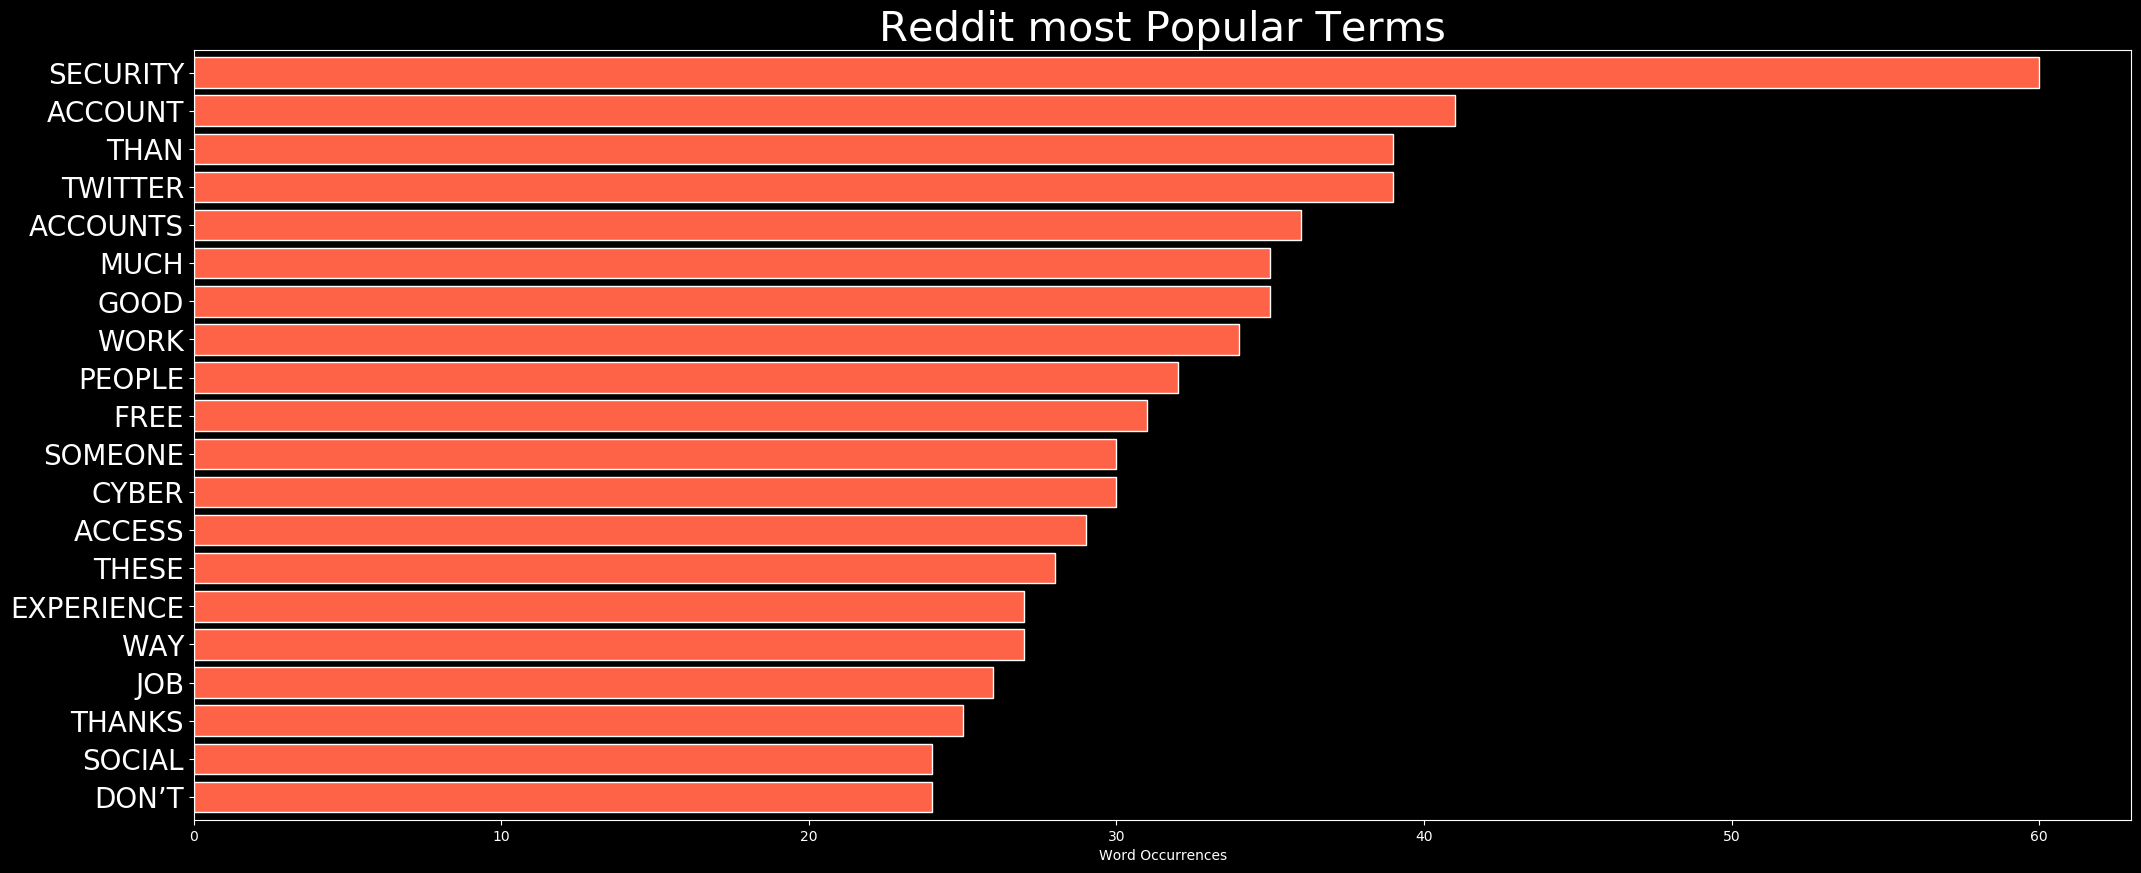 Reddit most Popular Terms
SECURITY
ACCOUNT
THAN
TWITTER
ACCOUNTS
MUCH
GOOD
WORK
PEOPLE
FREE
SOMEONE
CYBER
ACCESS
THESE
EXPERIENCE
WAY
JOB
THANKS
SOCIAL
DON’T
0 10 20 30 40 50 60
Word Occurrences